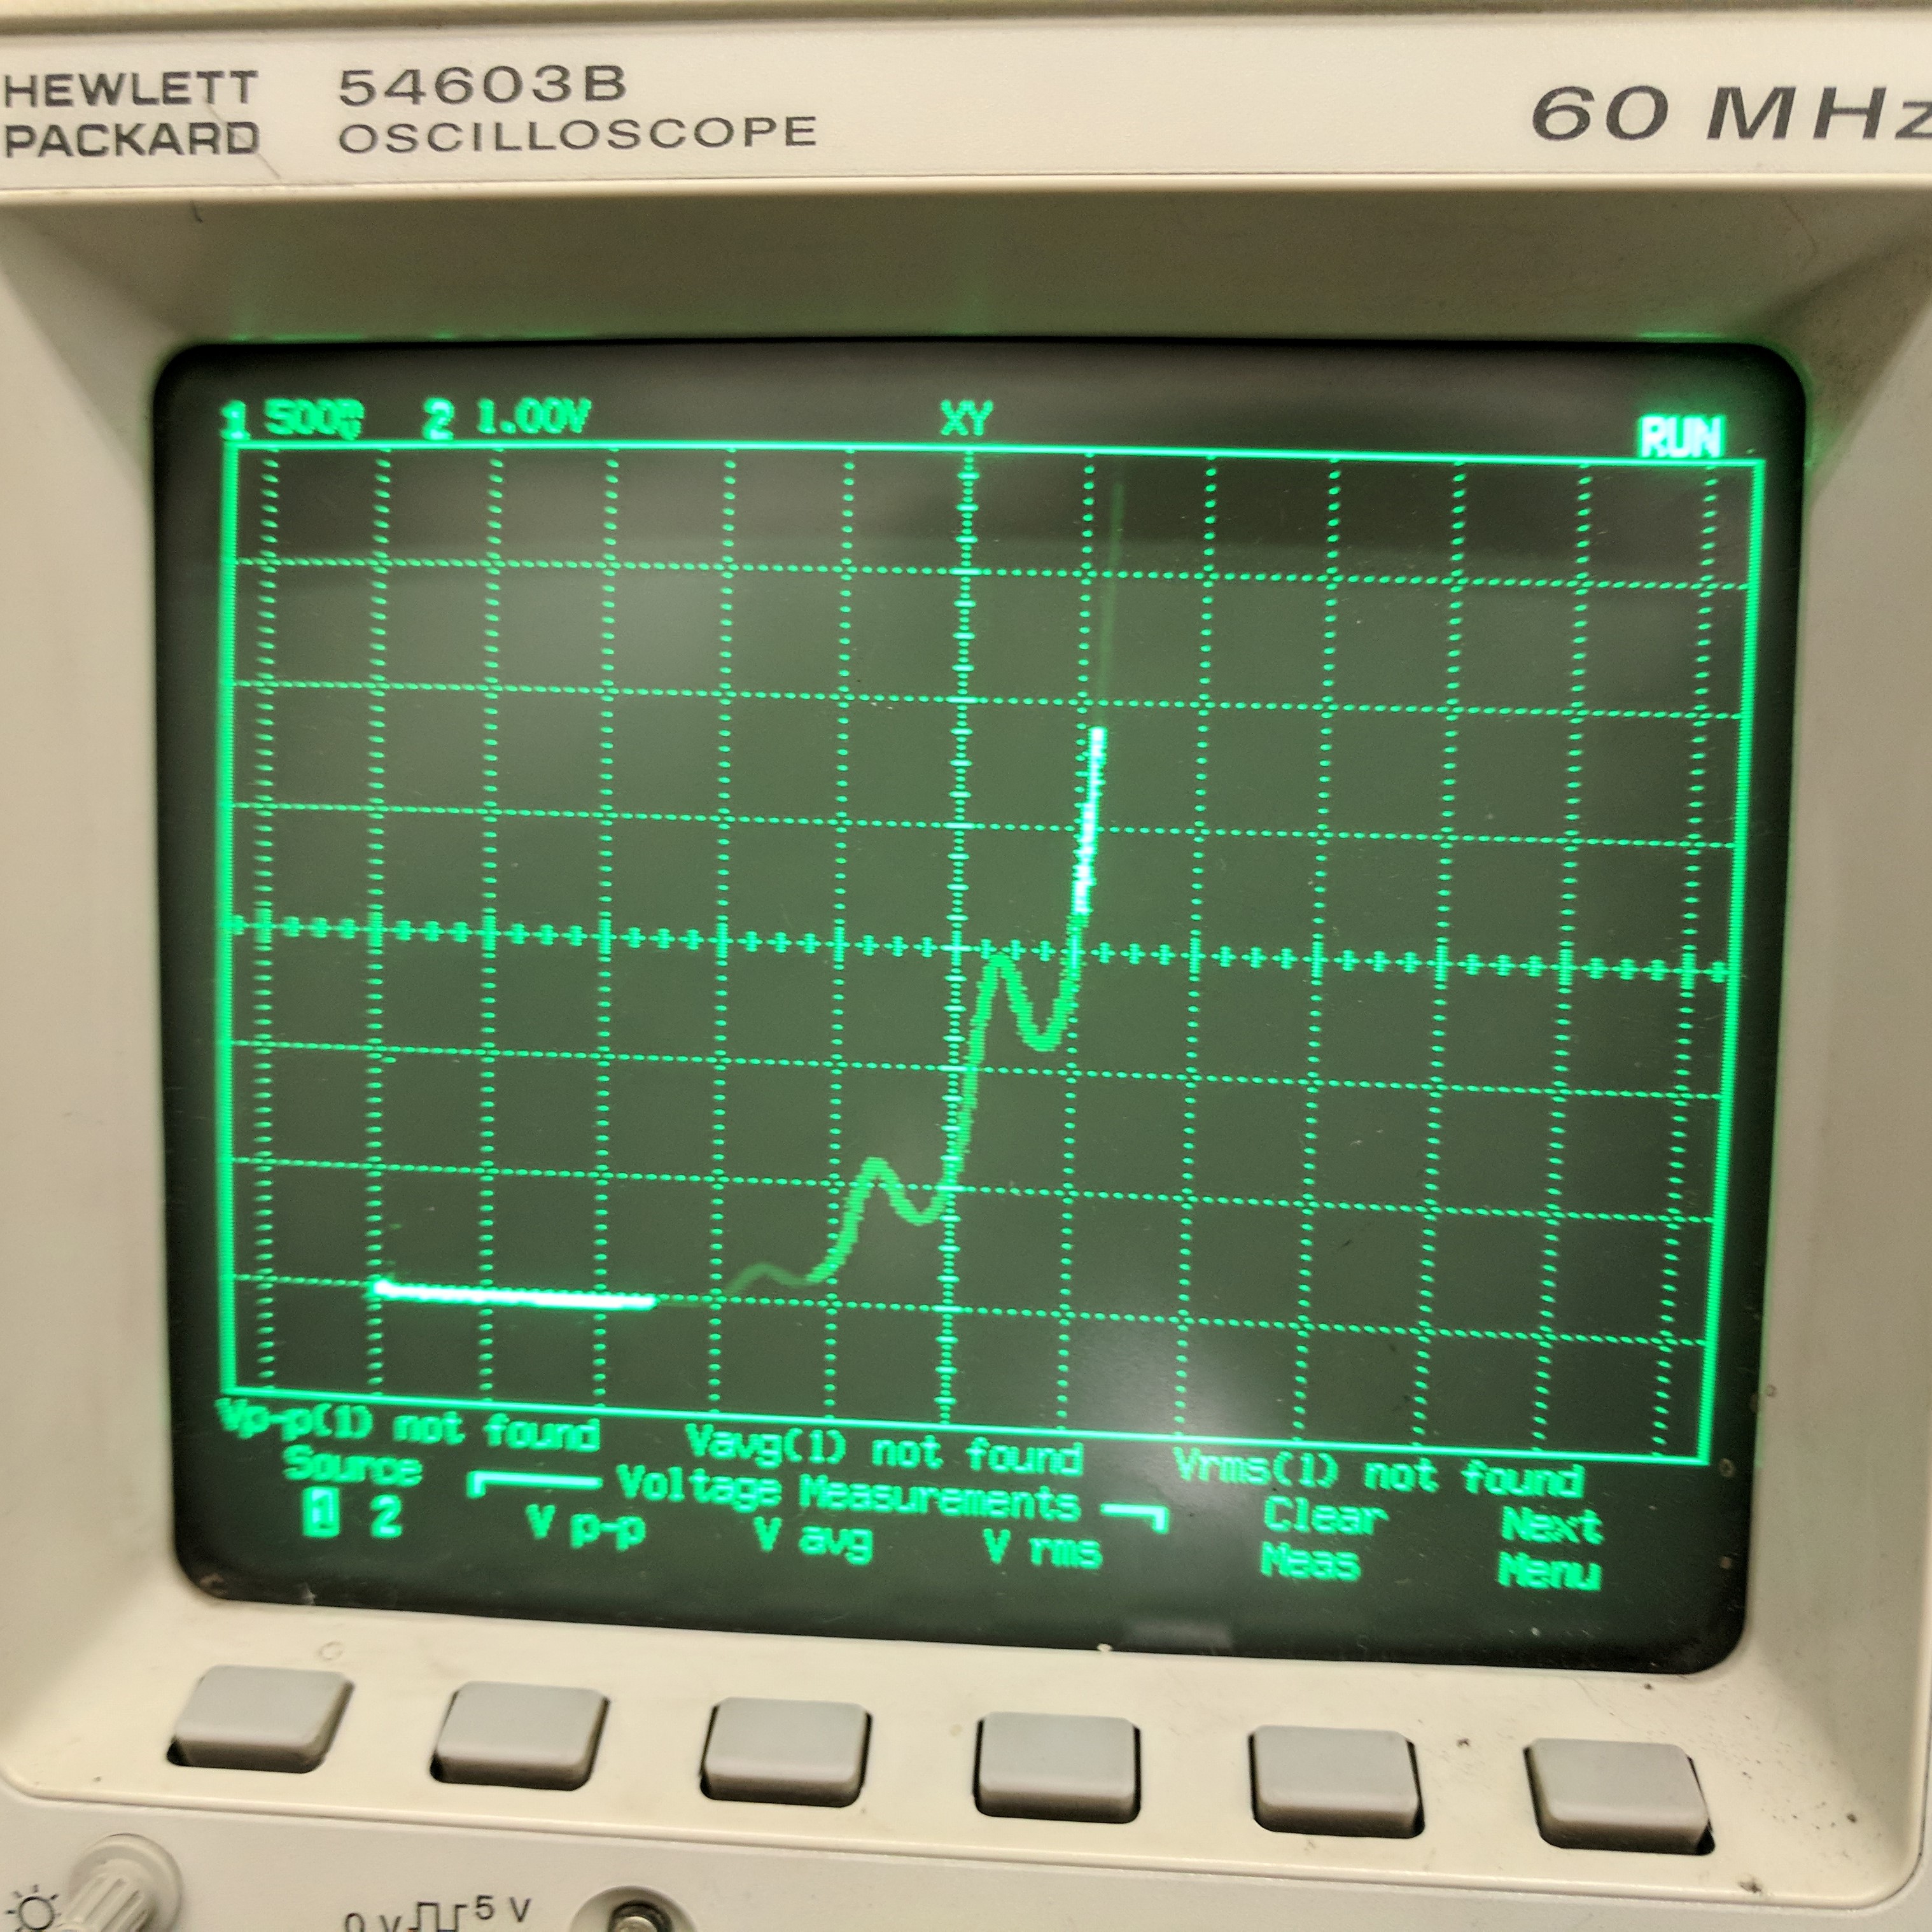 HEWLETT PACKARD
54603B OSCILLOSCOPE
60 MHz
1 500mV 2 1.00V XY RUN
Vp-p(1) not found Vavg(1) not found Vrms(1) not found
Source Voltage Measurements Clear Next
1 2 V p-p V avg V rms Meas Menu
0 V 5 V